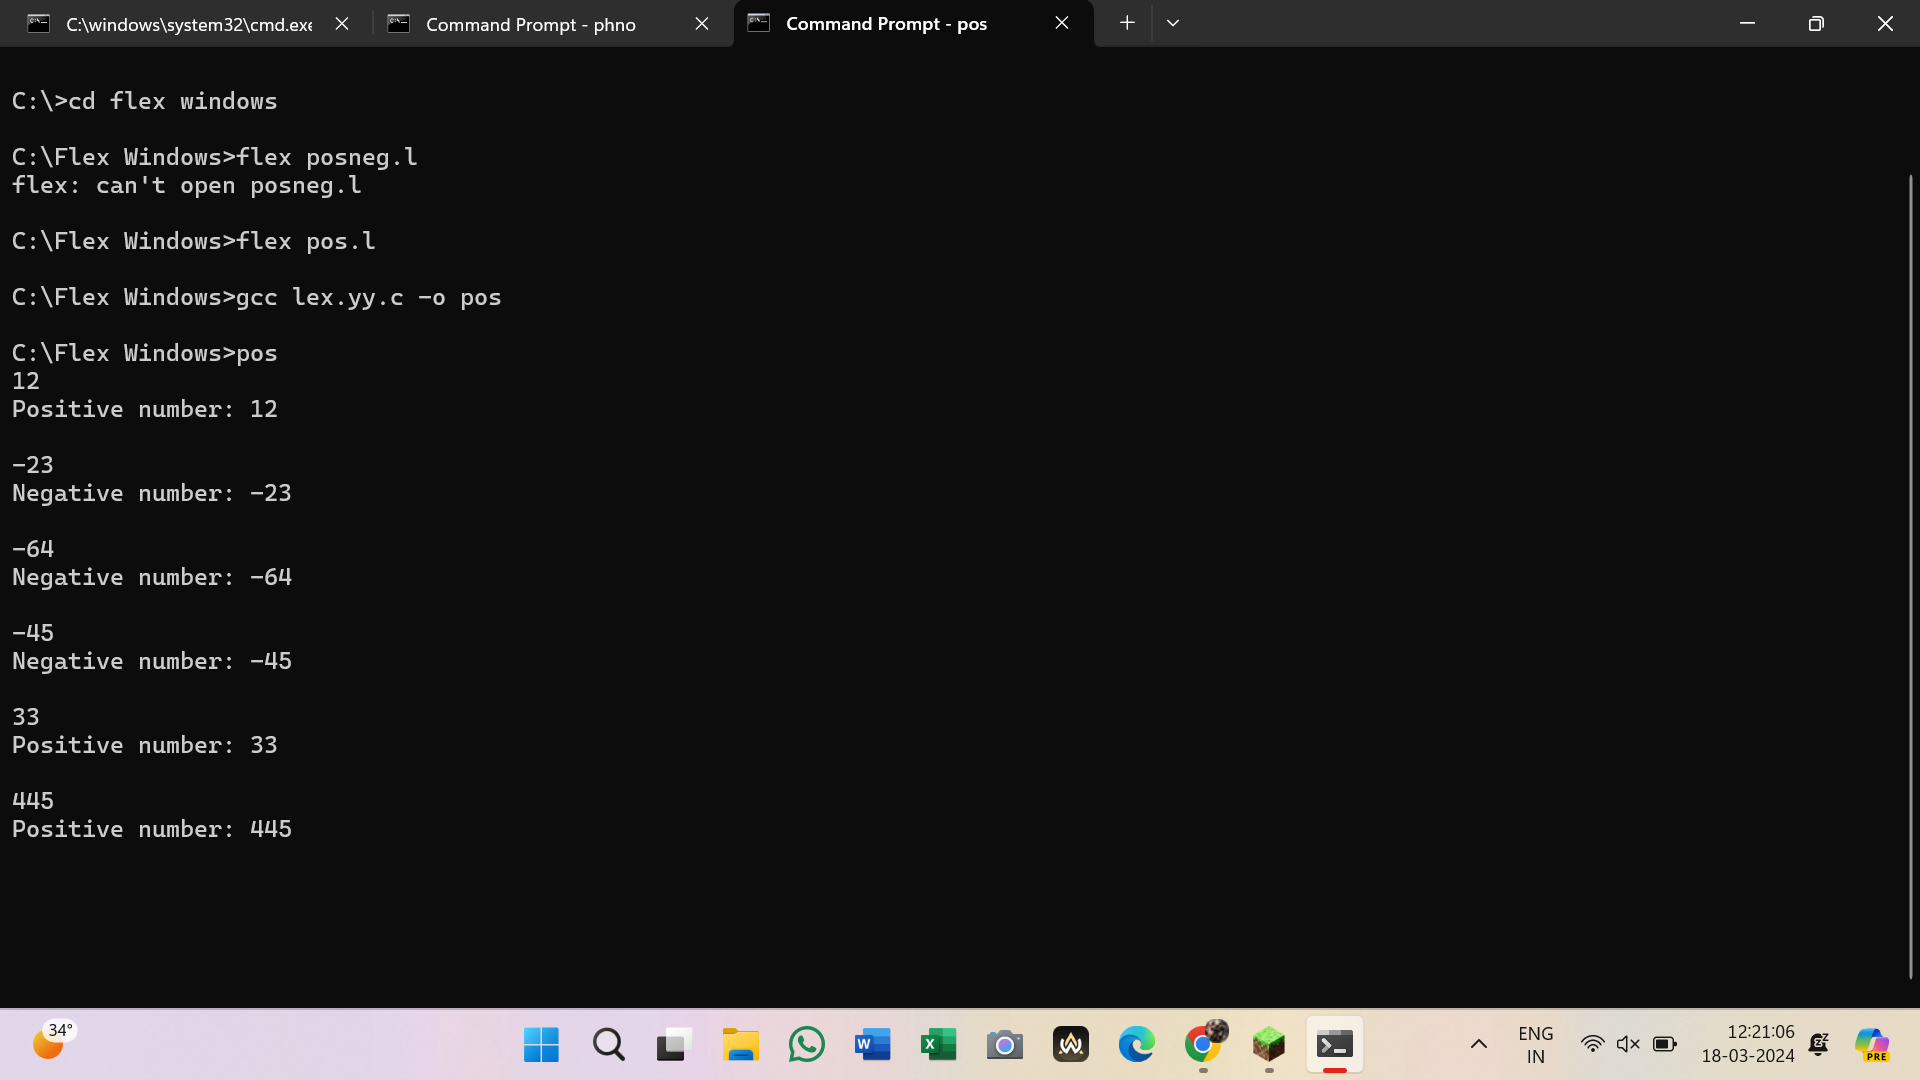 C:\windows\system32\cmd.exe
Command Prompt - phno
Command Prompt - pos
C:\>cd flex windows
C:\Flex Windows>flex posneg.l
flex: can't open posneg.l
C:\Flex Windows>flex pos.l
C:\Flex Windows>gcc lex.yy.c -o pos
C:\Flex Windows>pos
12
Positive number: 12
-23
Negative number: -23
-64
Negative number: -64
-45
Negative number: -45
33
Positive number: 33
445
Positive number: 445
34°
ENG
IN
12:21:06
18-03-2024
PRE